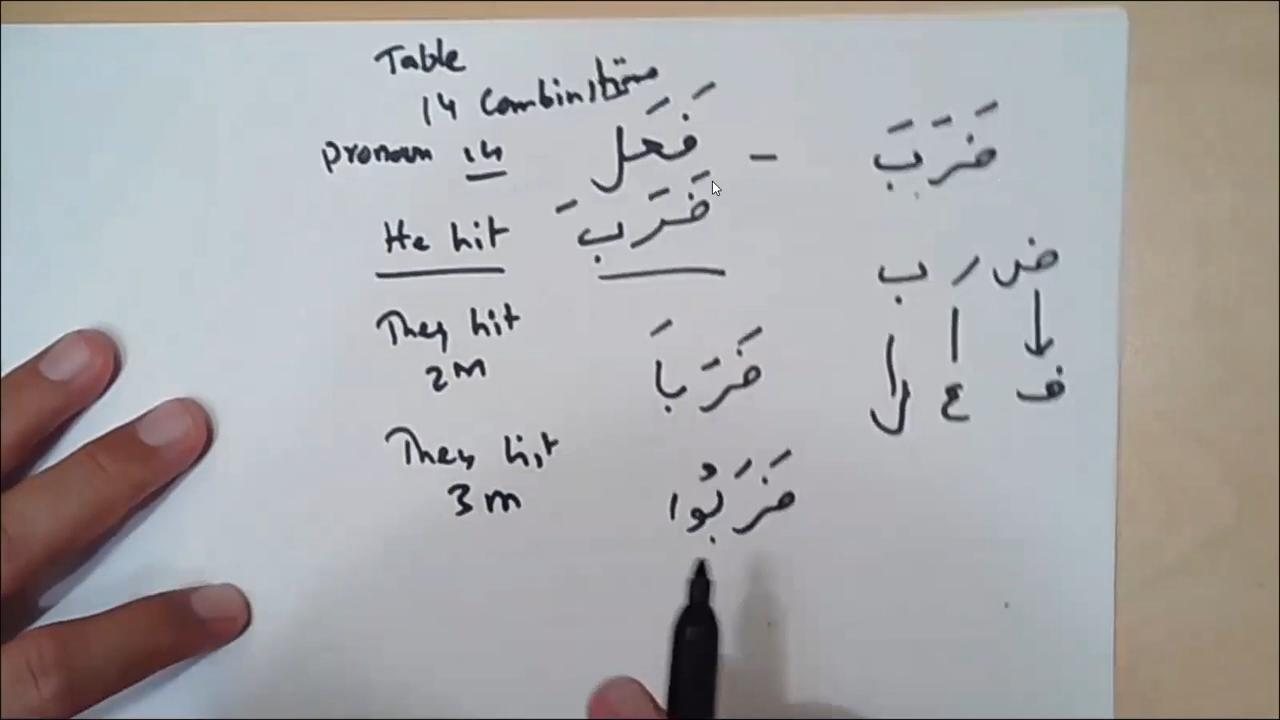 Table
14 Combinations
pronoun 14 فَعَل - ضَرَبَ
He hit ضَرَبَ
ض ر ب
They hit
2M ضَرَبَا
ف ع ل
They hit
3M ضَرَبُوا